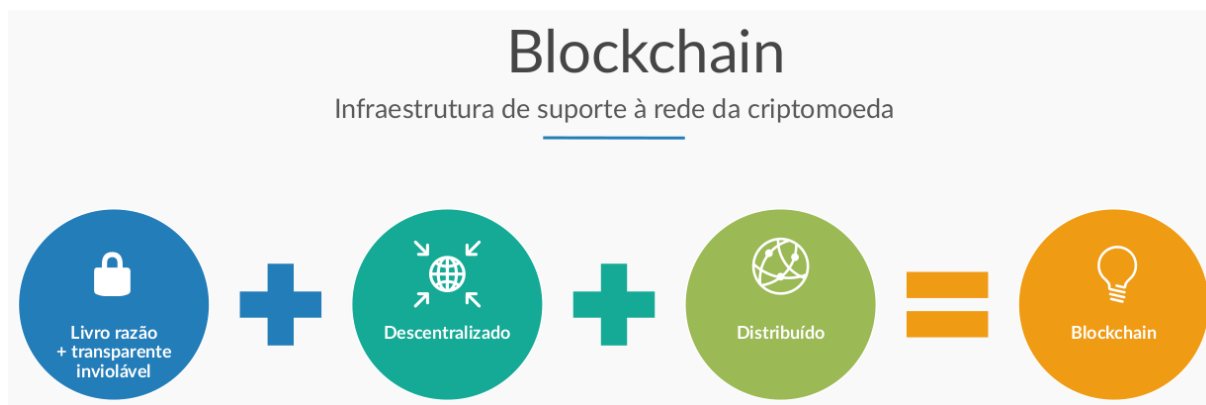 Blockchain
Infraestrutura de suporte à rede da criptomoeda
Livro razão
+ transparente
inviolável
Descentralizado
Distribuído
Blockchain